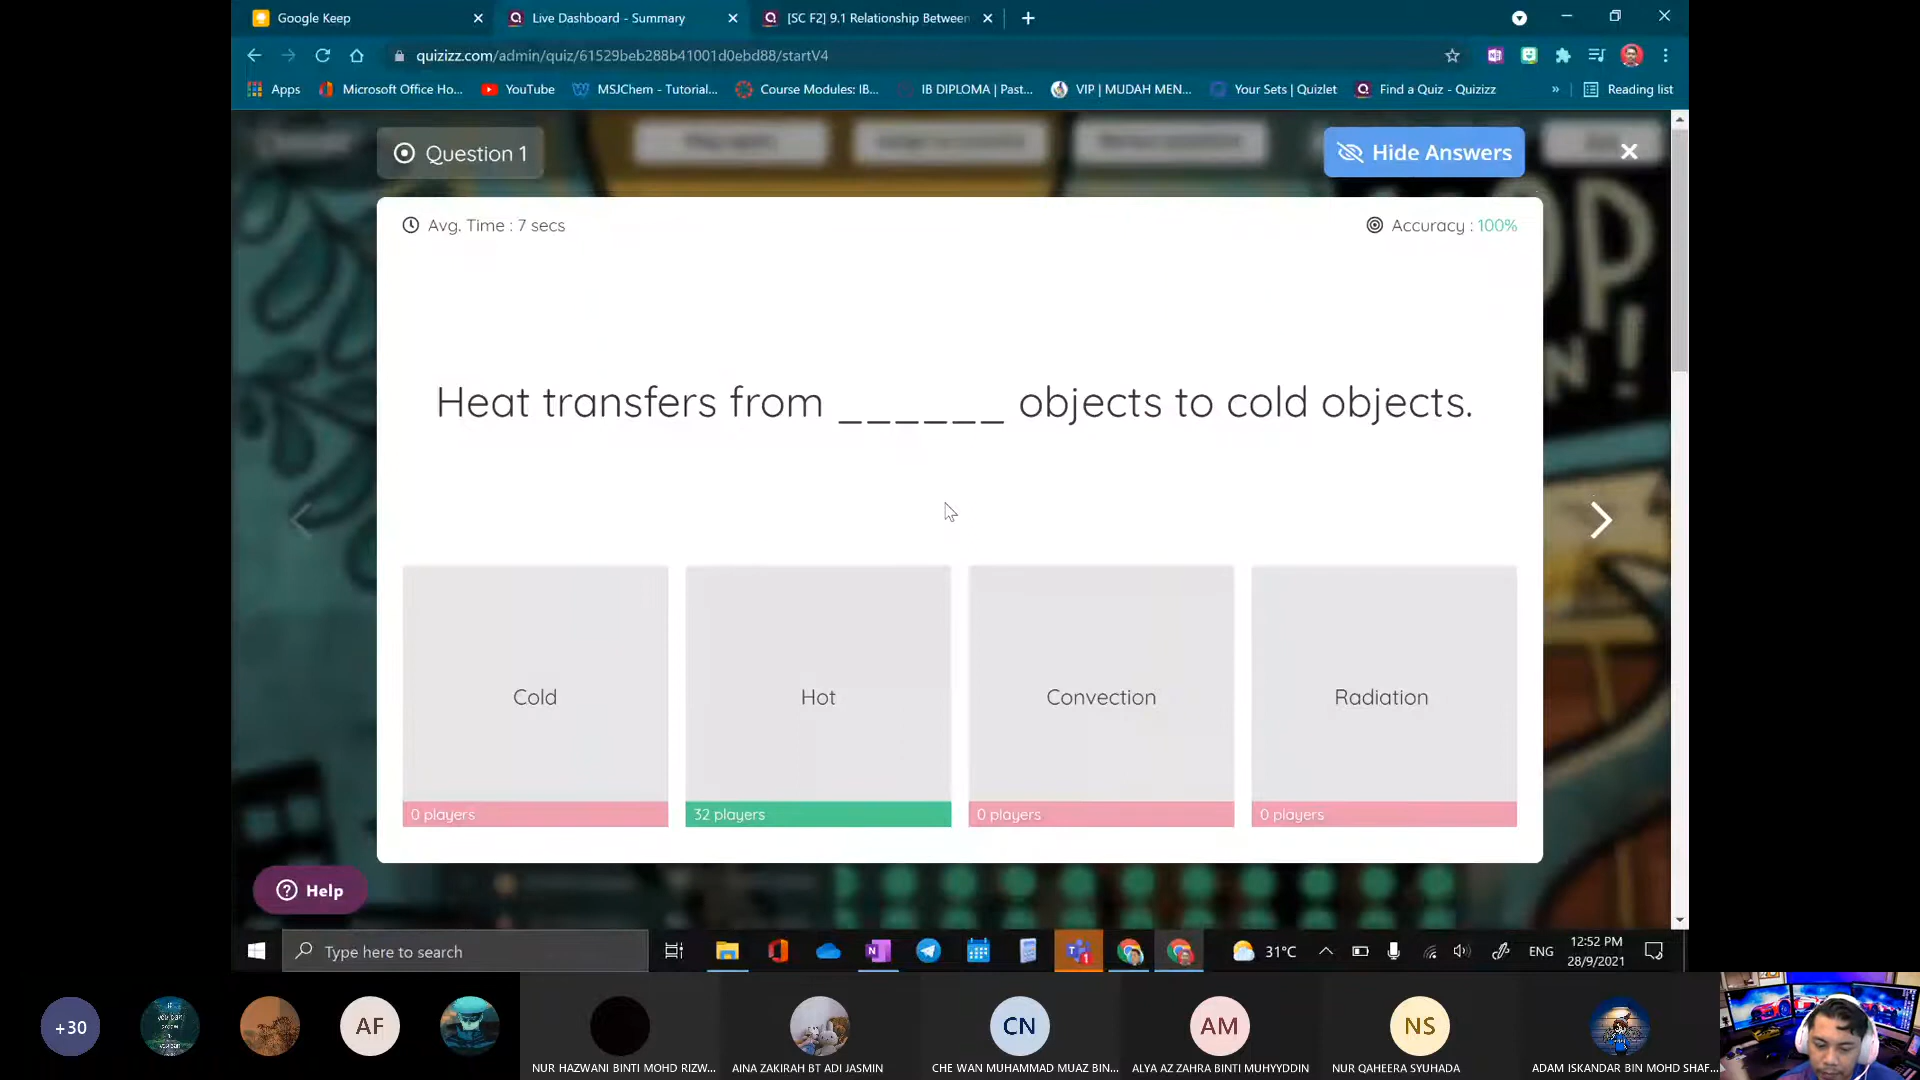 Google Keep
Live Dashboard - Summary
[SC F2] 9.1 Relationship Between
quizizz.com/admin/quiz/61529beb288b41001d0ebd88/startV4
Apps
Microsoft Office Ho...
YouTube
MSJChem - Tutorial...
Course Modules: IB...
IB DIPLOMA | Past...
VIP | MUDAH MEN...
Your Sets | Quizlet
Find a Quiz - Quizizz
»
Reading list
Question 1
Hide Answers
Avg. Time : 7 secs
Accuracy : 100%
Heat transfers from ______ objects to cold objects.
Cold
Hot
Convection
Radiation
0 players
32 players
0 players
0 players
Help
Type here to search
31°C
ENG
12:52 PM
28/9/2021
+30
AF
CN
AM
NS
NUR HAZWANI BINTI MOHD RIZW...
AINA ZAKIRAH BT ADI JASMIN
CHE WAN MUHAMMAD MUAZ BIN...
ALYA AZ ZAHRA BINTI MUHYYDDIN
NUR QAHEERA SYUHADA
ADAM ISKANDAR BIN MOHD SHAF...